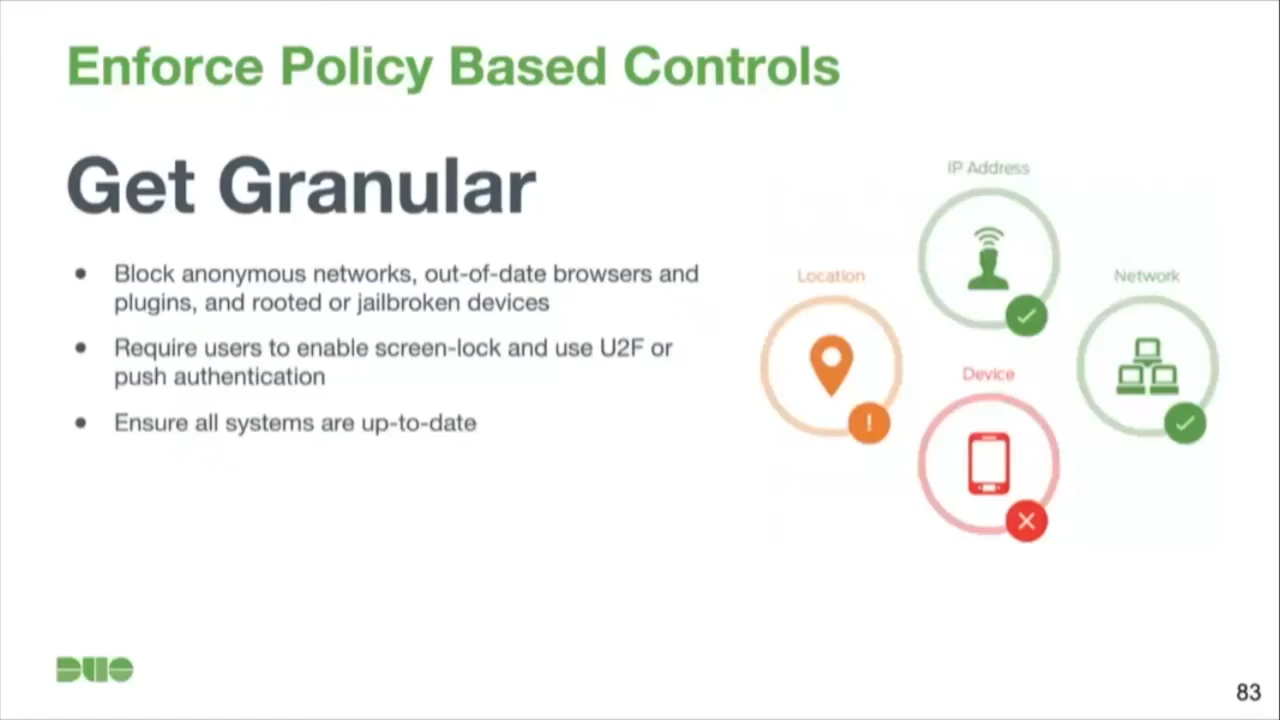 Enforce Policy Based Controls
Get Granular
● Block anonymous networks, out-of-date browsers and
plugins, and rooted or jailbroken devices
● Require users to enable screen-lock and use U2F or
push authentication
● Ensure all systems are up-to-date
IP Address
Location
Network
Device
!
DUO
83